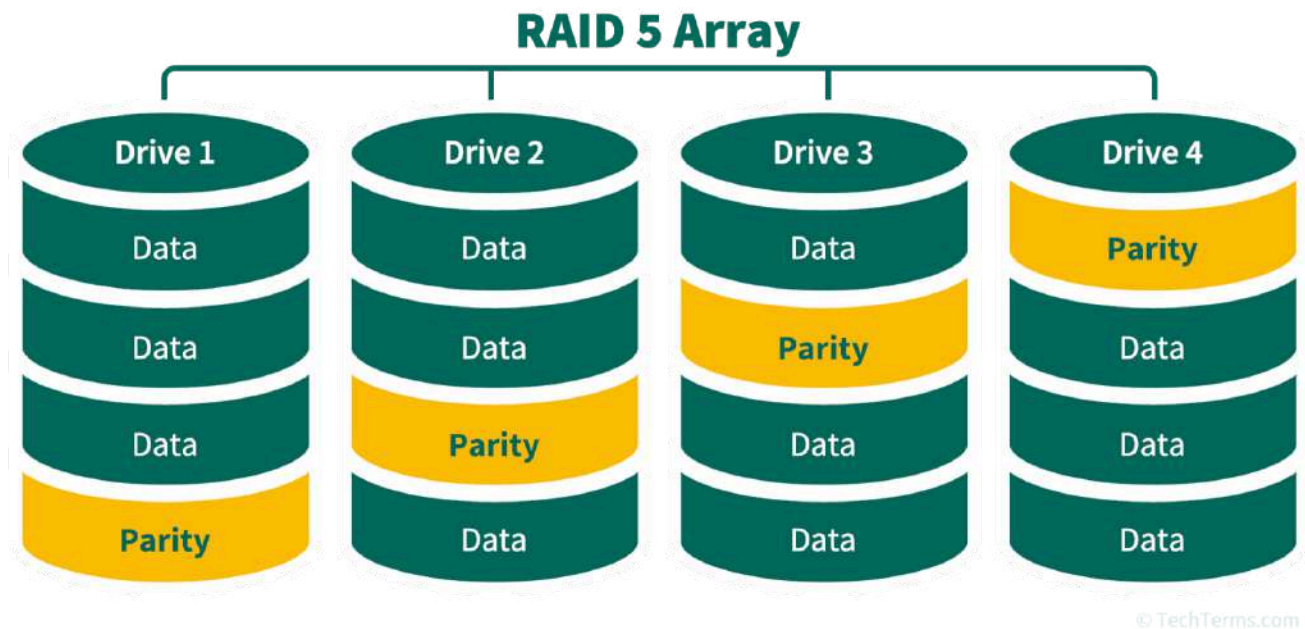 RAID 5 Array
Drive 1 Drive 2 Drive 3 Drive 4
Data Data Data Parity
Data Data Parity Data
Data Parity Data Data
Parity Data Data Data
© TechTerms.com